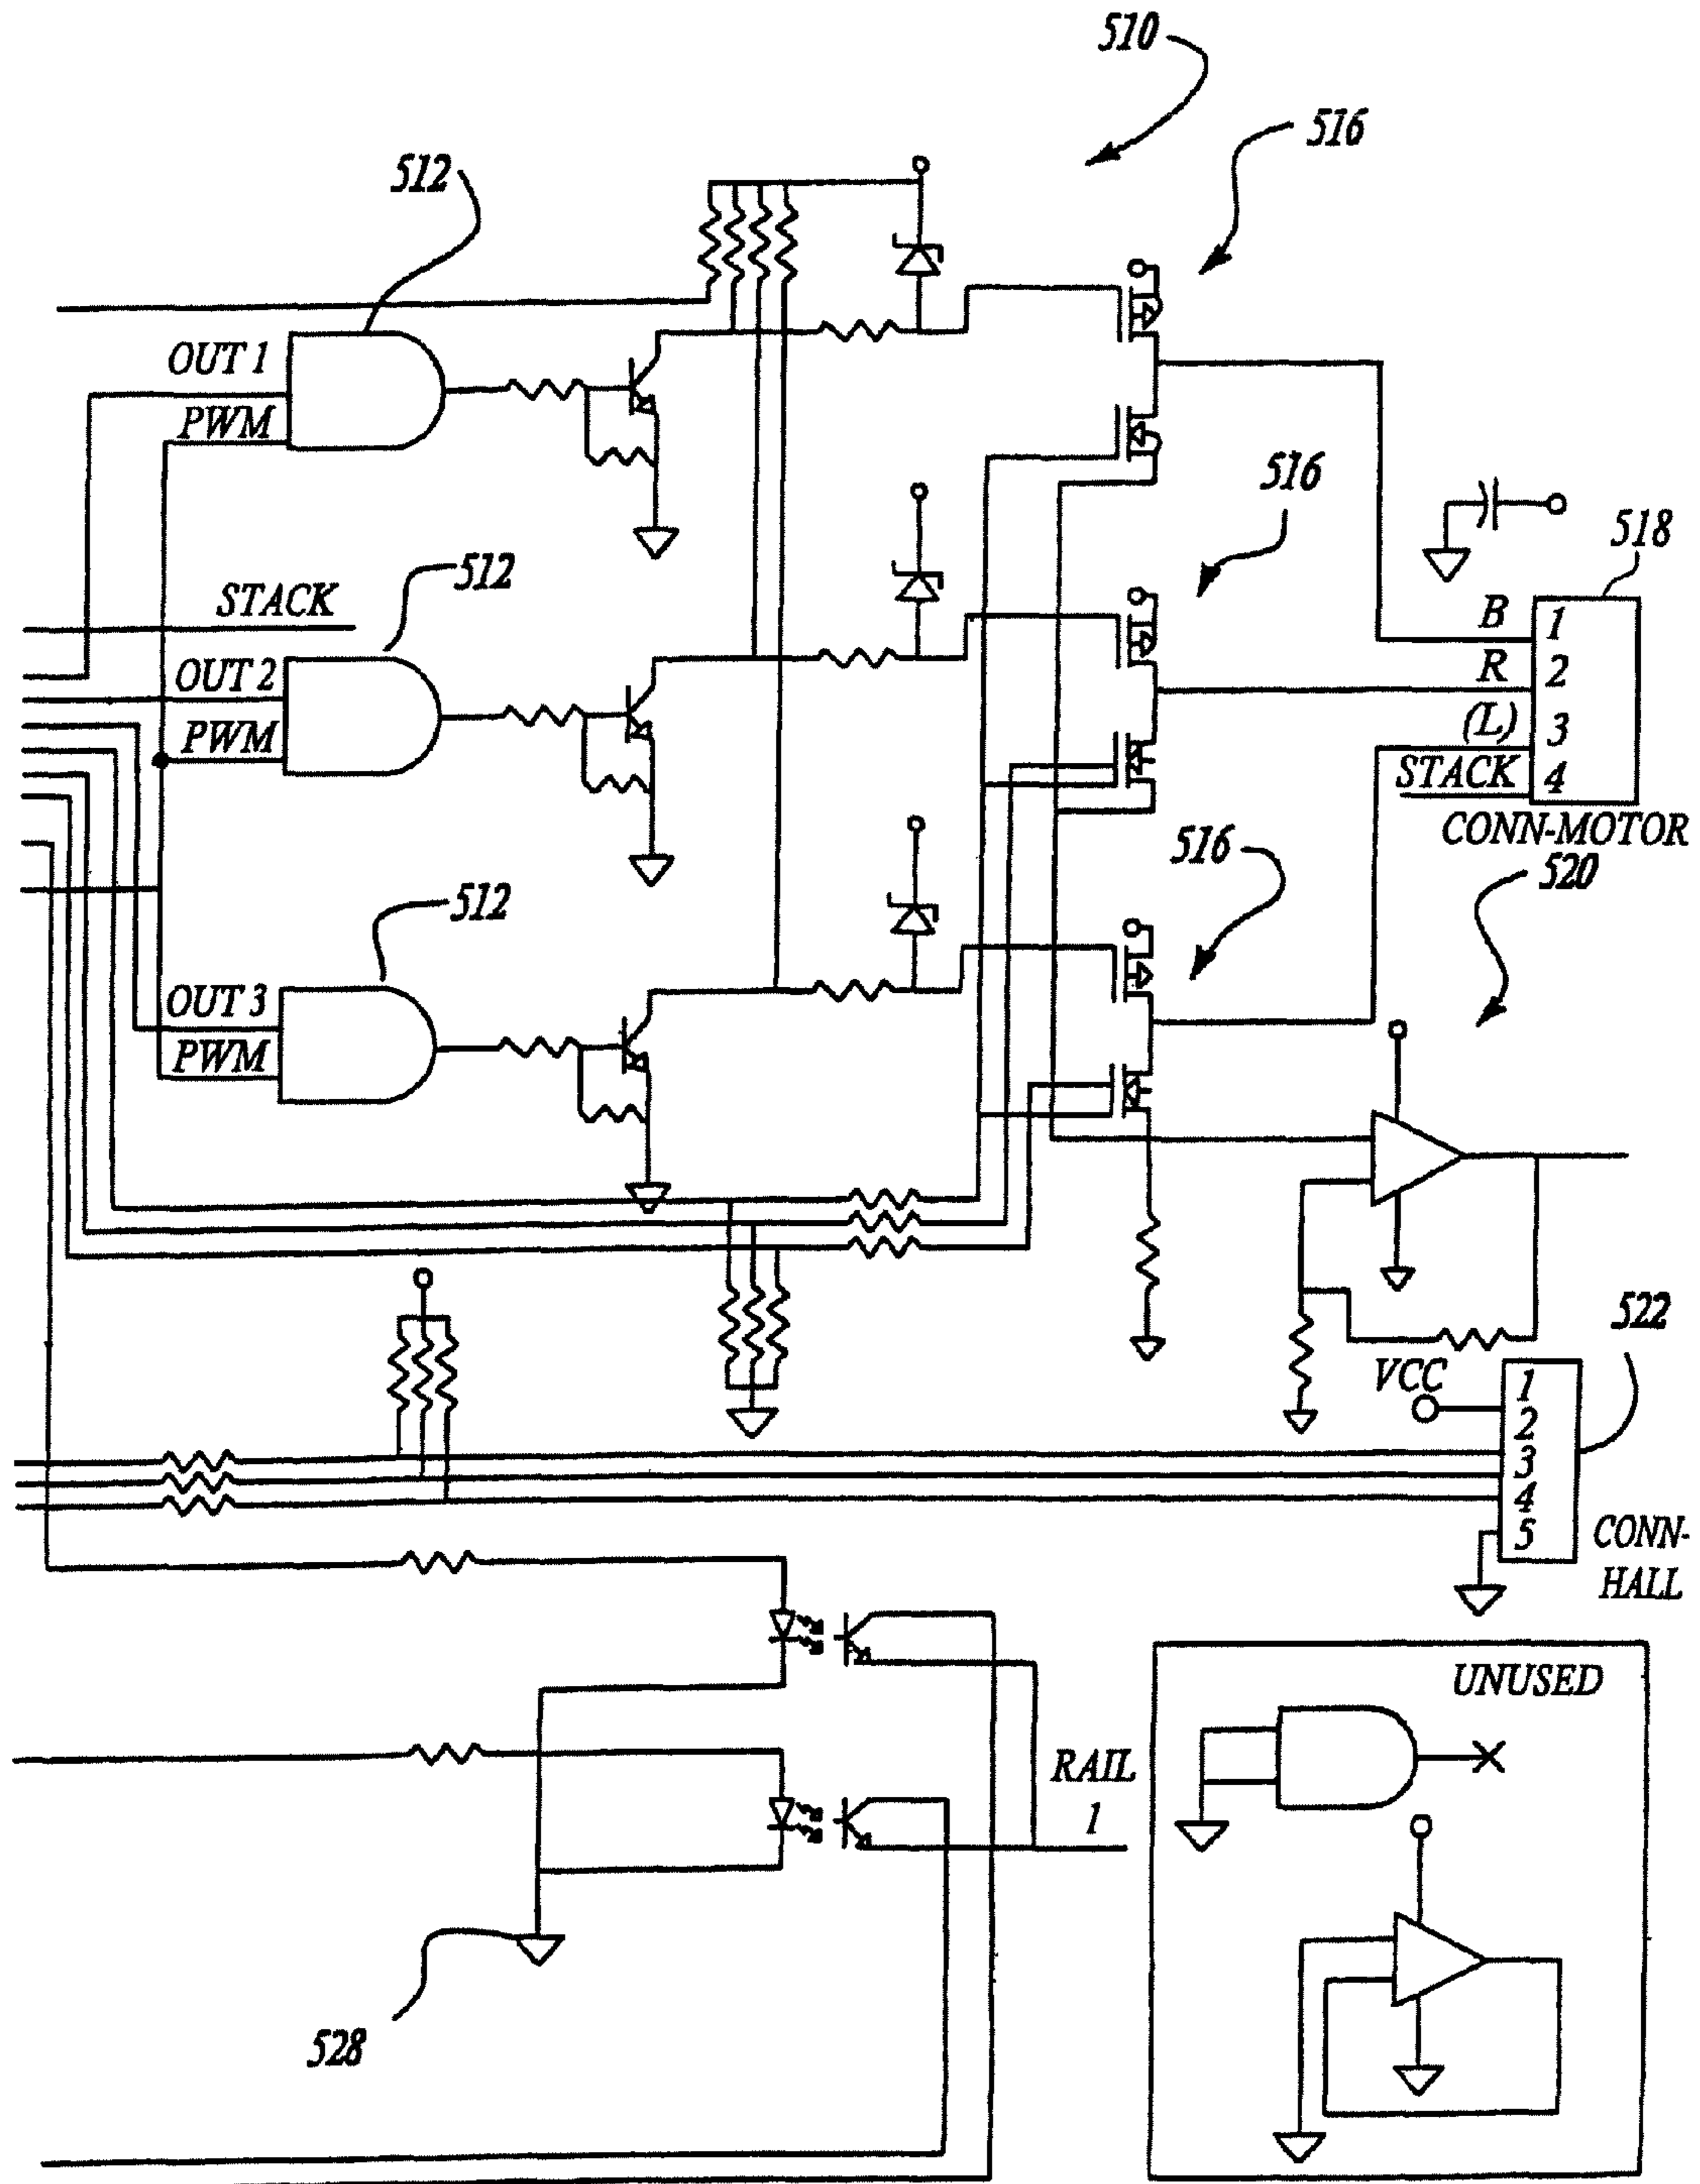 510
516
512
OUT 1
PWM
516
518
STACK
512
B
1
OUT 2
R
2
PWM
(L)
3
STACK
4
CONN-MOTOR
516
520
512
OUT 3
PWM
522
VCC
1
2
3
4
5
CONN-
HALL
UNUSED
RAIL
1
528